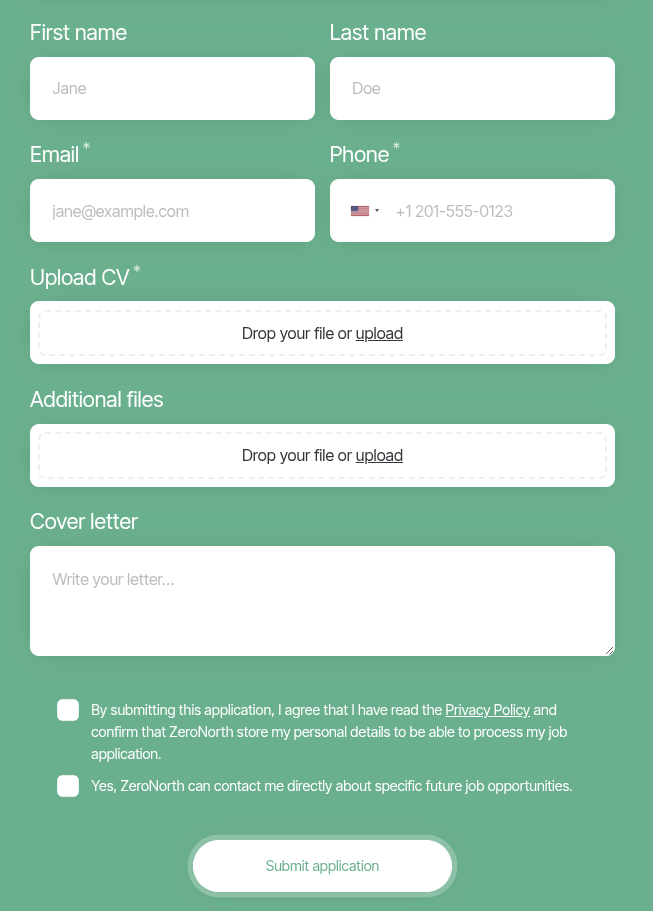 First name
Last name
Jane
Doe
Email *
Phone *
jane@example.com
+1 201-555-0123
Upload CV *
Drop your file or upload
Additional files
Drop your file or upload
Cover letter
Write your letter...
By submitting this application, I agree that I have read the Privacy Policy and
confirm that ZeroNorth store my personal details to be able to process my job
application.
Yes, ZeroNorth can contact me directly about specific future job opportunities.
Submit application